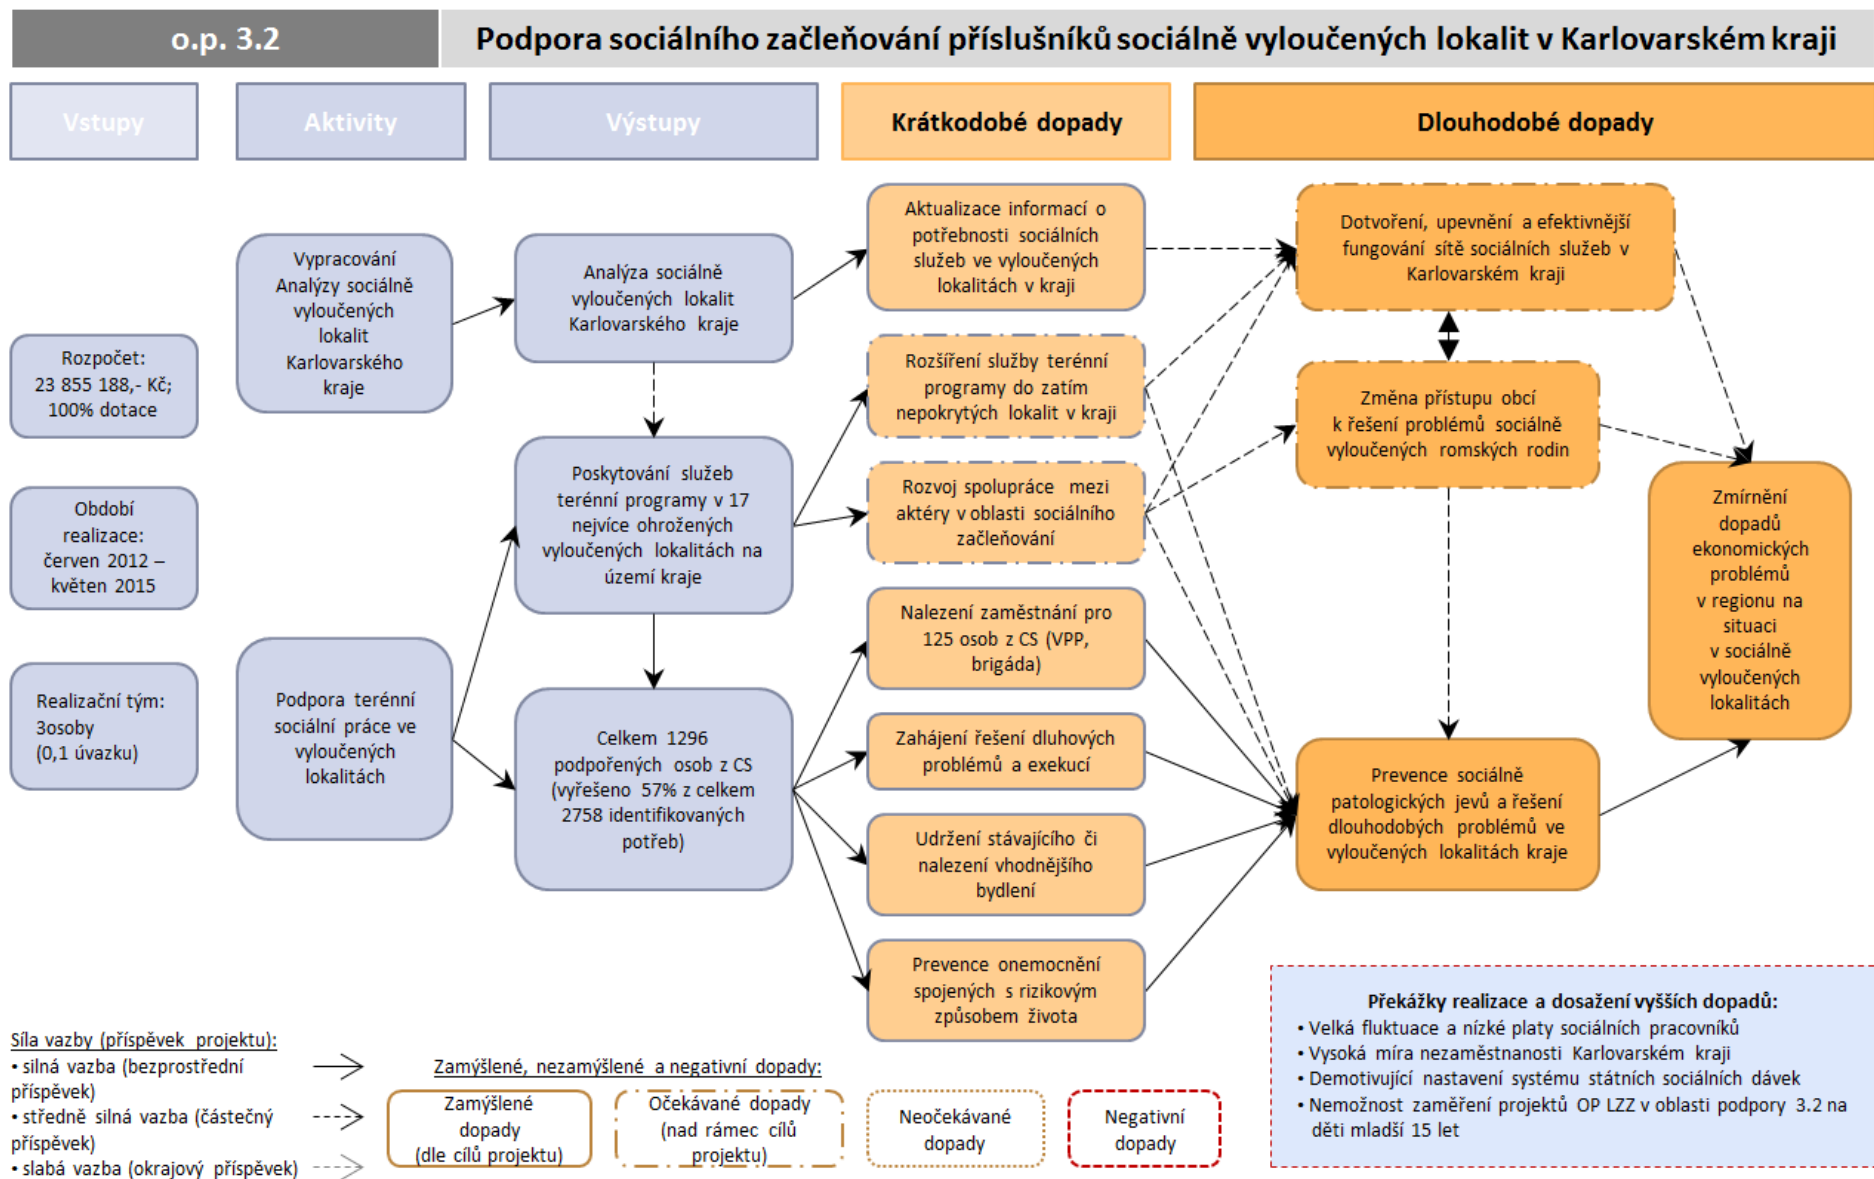 o.p. 3.2
Podpora sociálního začleňování příslušníků sociálně vyloučených lokalit v Karlovarském kraji
Vstupy
Aktivity
Výstupy
Krátkodobé dopady
Dlouhodobé dopady
Rozpočet:
23 855 188,- Kč;
100% dotace
Období
realizace:
červen 2012 –
květen 2015
Realizační tým:
3osoby
(0,1 úvazku)
Vypracování
Analýzy sociálně
vyloučených
lokalit
Karlovarského
kraje
Podpora terénní
sociální práce ve
vyloučených
lokalitách
Analýza sociálně
vyloučených lokalit
Karlovarského kraje
Poskytování služeb
terénní programy v 17
nejvíce ohrožených
vyloučených lokalitách na
území kraje
Celkem 1296
podpořených osob z CS
(vyřešeno 57% z celkem
2758 identifikovaných
potřeb)
Aktualizace informací o
potřebnosti sociálních
služeb ve vyloučených
lokalitách v kraji
Rozšíření služby terénní
programy do zatím
nepokrytých lokalit v kraji
Rozvoj spolupráce mezi
aktéry v oblasti sociálního
začleňování
Nalezení zaměstnání pro
125 osob z CS (VPP,
brigáda)
Zahájení řešení dluhových
problémů a exekucí
Udržení stávajícího či
nalezení vhodnějšího
bydlení
Prevence onemocnění
spojených s rizikovým
způsobem života
Dotvoření, upevnění a efektivnější
fungování sítě sociálních služeb v
Karlovarském kraji
Změna přístupu obcí
k řešení problémů sociálně
vyloučených romských rodin
Prevence sociálně
patologických jevů a řešení
dlouhodobých problémů ve
vyloučených lokalitách kraje
Zmírnění
dopadů
ekonomických
problémů
v regionu na
situaci
v sociálně
vyloučených
lokalitách
Překážky realizace a dosažení vyšších dopadů:
• Velká fluktuace a nízké platy sociálních pracovníků
• Vysoká míra nezaměstnanosti Karlovarském kraji
• Demotivující nastavení systému státních sociálních dávek
• Nemožnost zaměření projektů OP LZZ v oblasti podpory 3.2 na
děti mladší 15 let
Síla vazby (příspěvek projektu):
• silná vazba (bezprostřední
příspěvek)
• středně silná vazba (částečný
příspěvek)
• slabá vazba (okrajový příspěvek)
Zamýšlené, nezamýšlené a negativní dopady:
Zamýšlené
dopady
(dle cílů projektu)
Očekávané dopady
(nad rámec cílů
projektu)
Neočekávané
dopady
Negativní
dopady